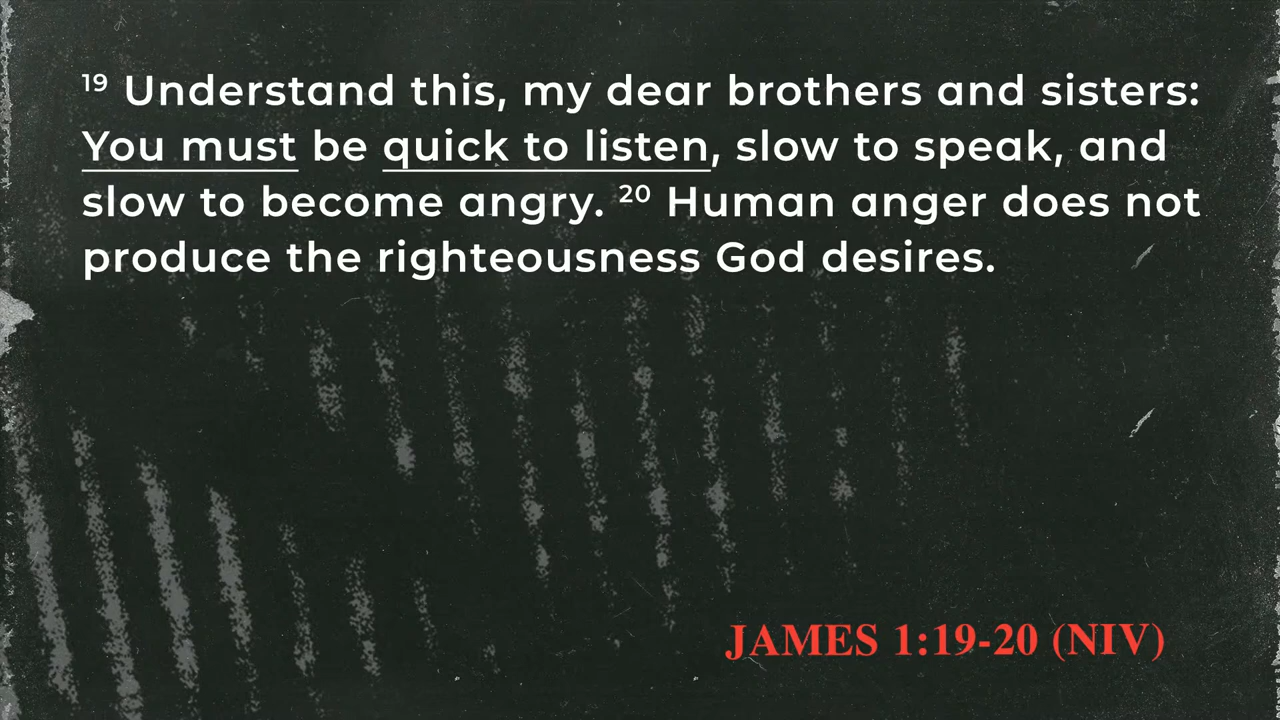 ¹⁹ Understand this, my dear brothers and sisters:
You must be quick to listen, slow to speak, and
slow to become angry. ²⁰ Human anger does not
produce the righteousness God desires.
JAMES 1:19-20 (NIV)